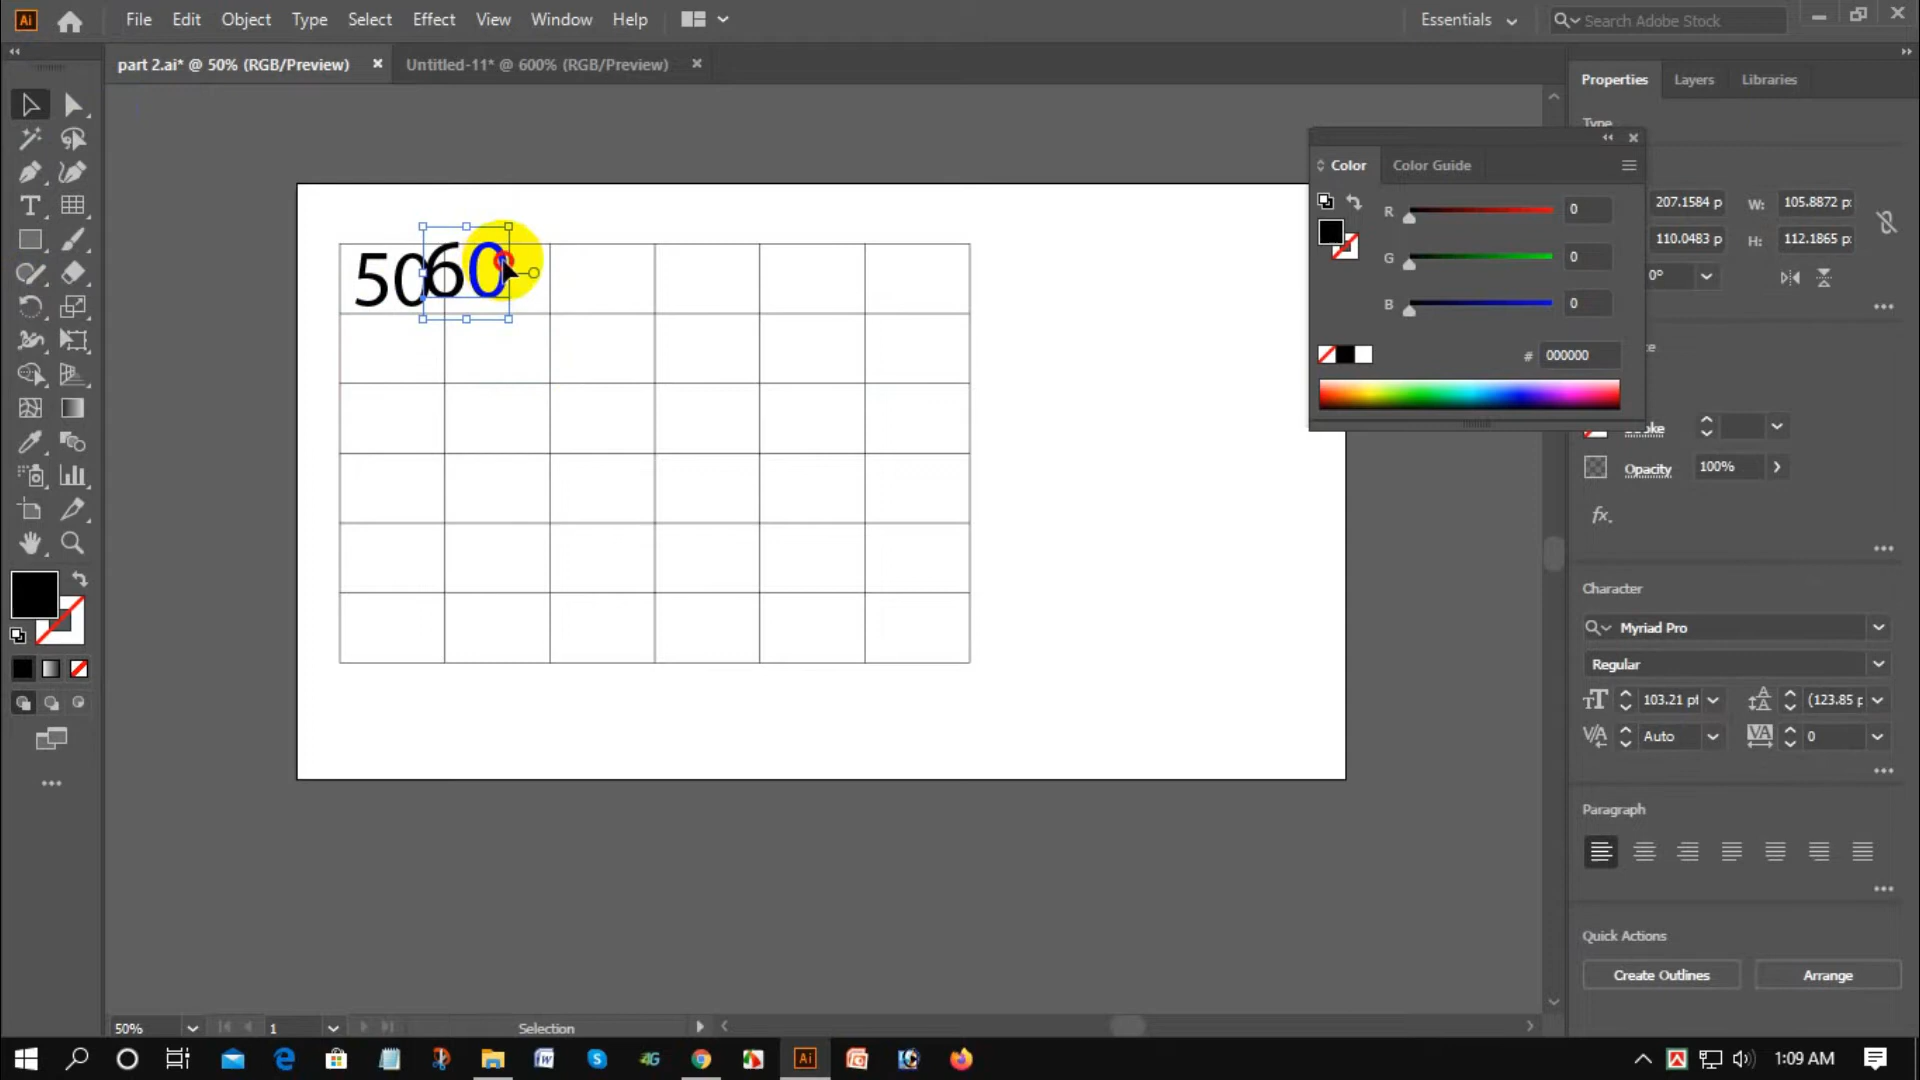 Ai File Edit Object Type Select Effect View Window Help Essentials Search Adobe Stock
part 2.ai* @ 50% (RGB/Preview) × Untitled-11* @ 600% (RGB/Preview) ×
Properties Layers Libraries
Color Color Guide
R 0
G 0
B 0
# 000000
207.1584 p W: 105.8872 p
110.0483 p H: 112.1865 p
0°
50
60
Stroke
Opacity 100%
fx.
Character
Myriad Pro
Regular
103.21 pt (123.85 p
Auto 0
Paragraph
Quick Actions
Create Outlines Arrange
50% 1 Selection
1:09 AM